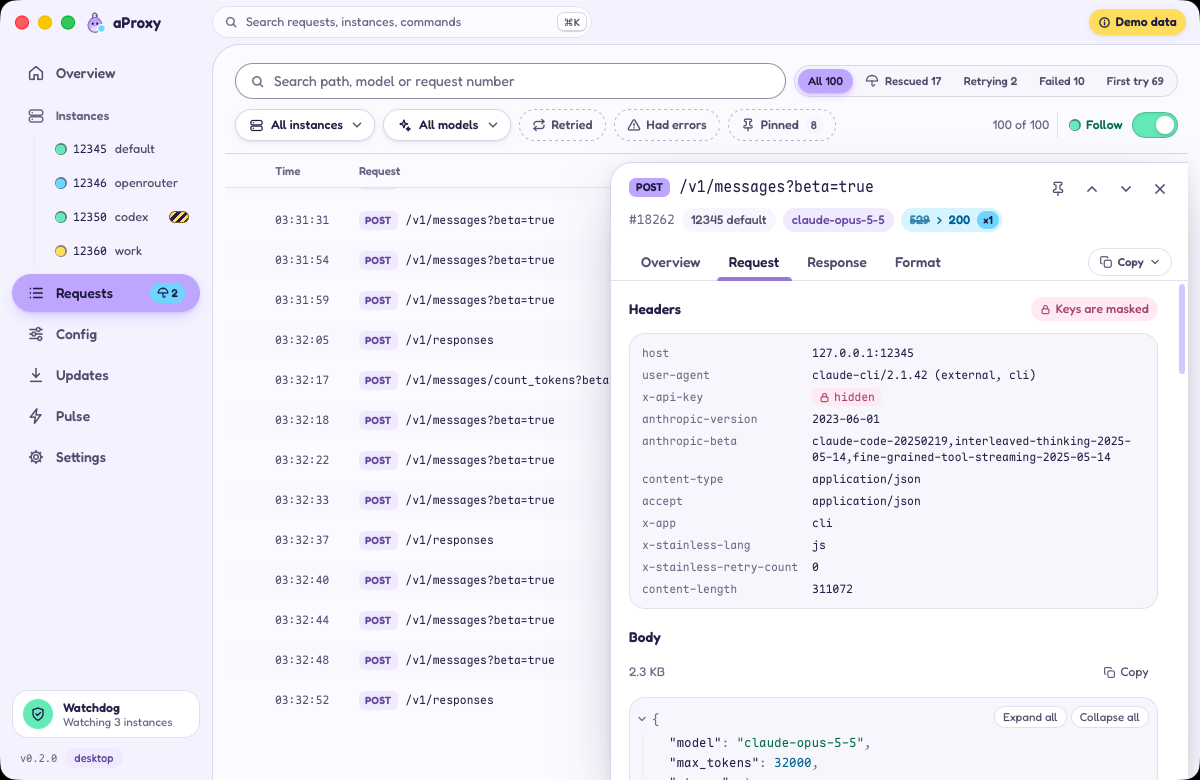 aProxy
Search requests, instances, commands
⌘K
Demo data
Overview
Instances
12345 default
12346 openrouter
12350 codex
12360 work
Requests 2
Config
Updates
Pulse
Settings
Watchdog
Watching 3 instances
v0.2.0 desktop
Search path, model or request number
All 100 Rescued 17 Retrying 2 Failed 10 First try 69
All instances All models Retried Had errors Pinned 8
100 of 100 Follow
Time Request
03:31:31 POST /v1/messages?beta=true
03:31:54 POST /v1/messages?beta=true
03:31:59 POST /v1/messages?beta=true
03:32:05 POST /v1/responses
03:32:17 POST /v1/messages/count_tokens?beta
03:32:18 POST /v1/messages?beta=true
03:32:22 POST /v1/messages?beta=true
03:32:33 POST /v1/messages?beta=true
03:32:37 POST /v1/responses
03:32:40 POST /v1/messages?beta=true
03:32:44 POST /v1/messages?beta=true
03:32:48 POST /v1/messages?beta=true
03:32:52 POST /v1/responses
POST /v1/messages?beta=true
#18262 12345 default claude-opus-5-5 529 > 200 x1
Overview Request Response Format
Copy
Headers
Keys are masked
host 127.0.0.1:12345
user-agent claude-cli/2.1.42 (external, cli)
x-api-key hidden
anthropic-version 2023-06-01
anthropic-beta claude-code-20250219,interleaved-thinking-2025-
05-14,fine-grained-tool-streaming-2025-05-14
content-type application/json
accept application/json
x-app cli
x-stainless-lang js
x-stainless-retry-count 0
content-length 311072
Body
2.3 KB
Copy
{
Expand all Collapse all
"model": "claude-opus-5-5",
"max_tokens": 32000,